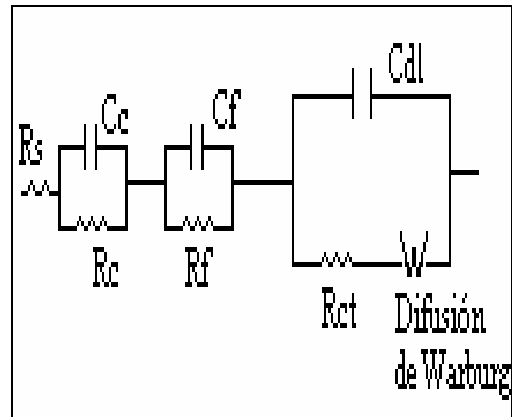 Cdl
Cc
Cf
Rs
Rc
Rf
Rct
W
Difusión
de Warburg